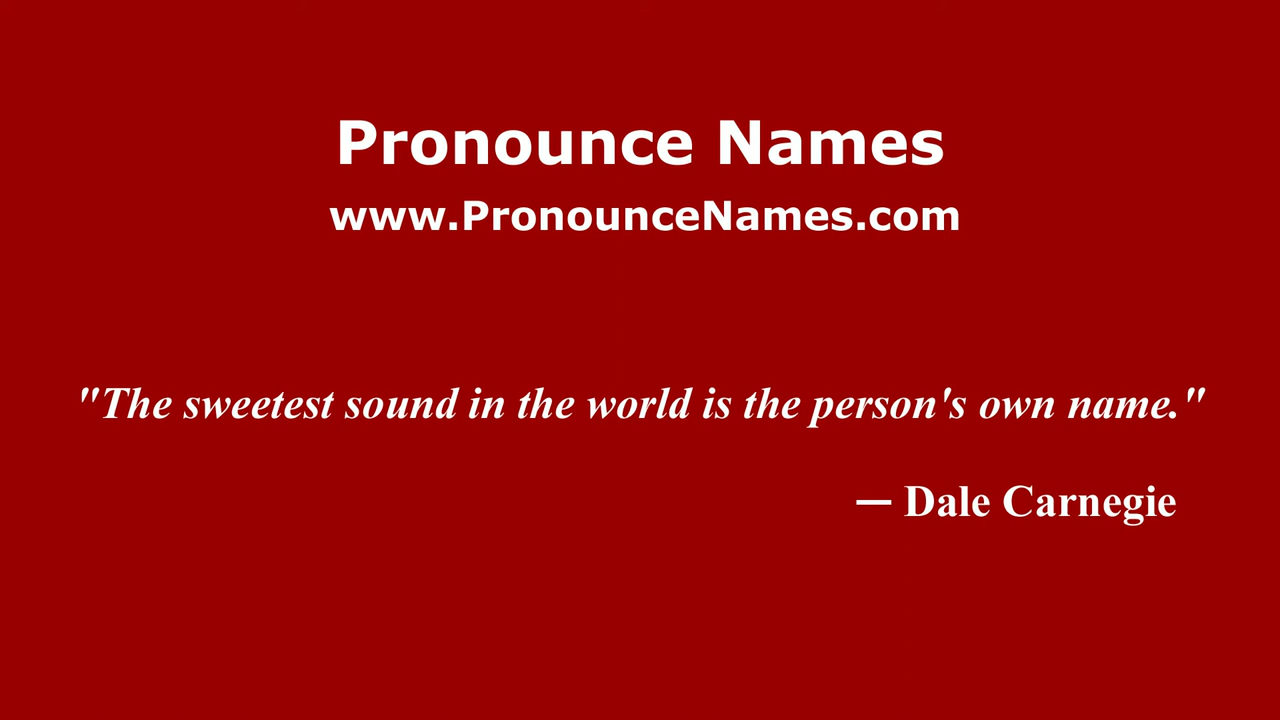 Pronounce Names
www.PronounceNames.com
"The sweetest sound in the world is the person's own name."
— Dale Carnegie